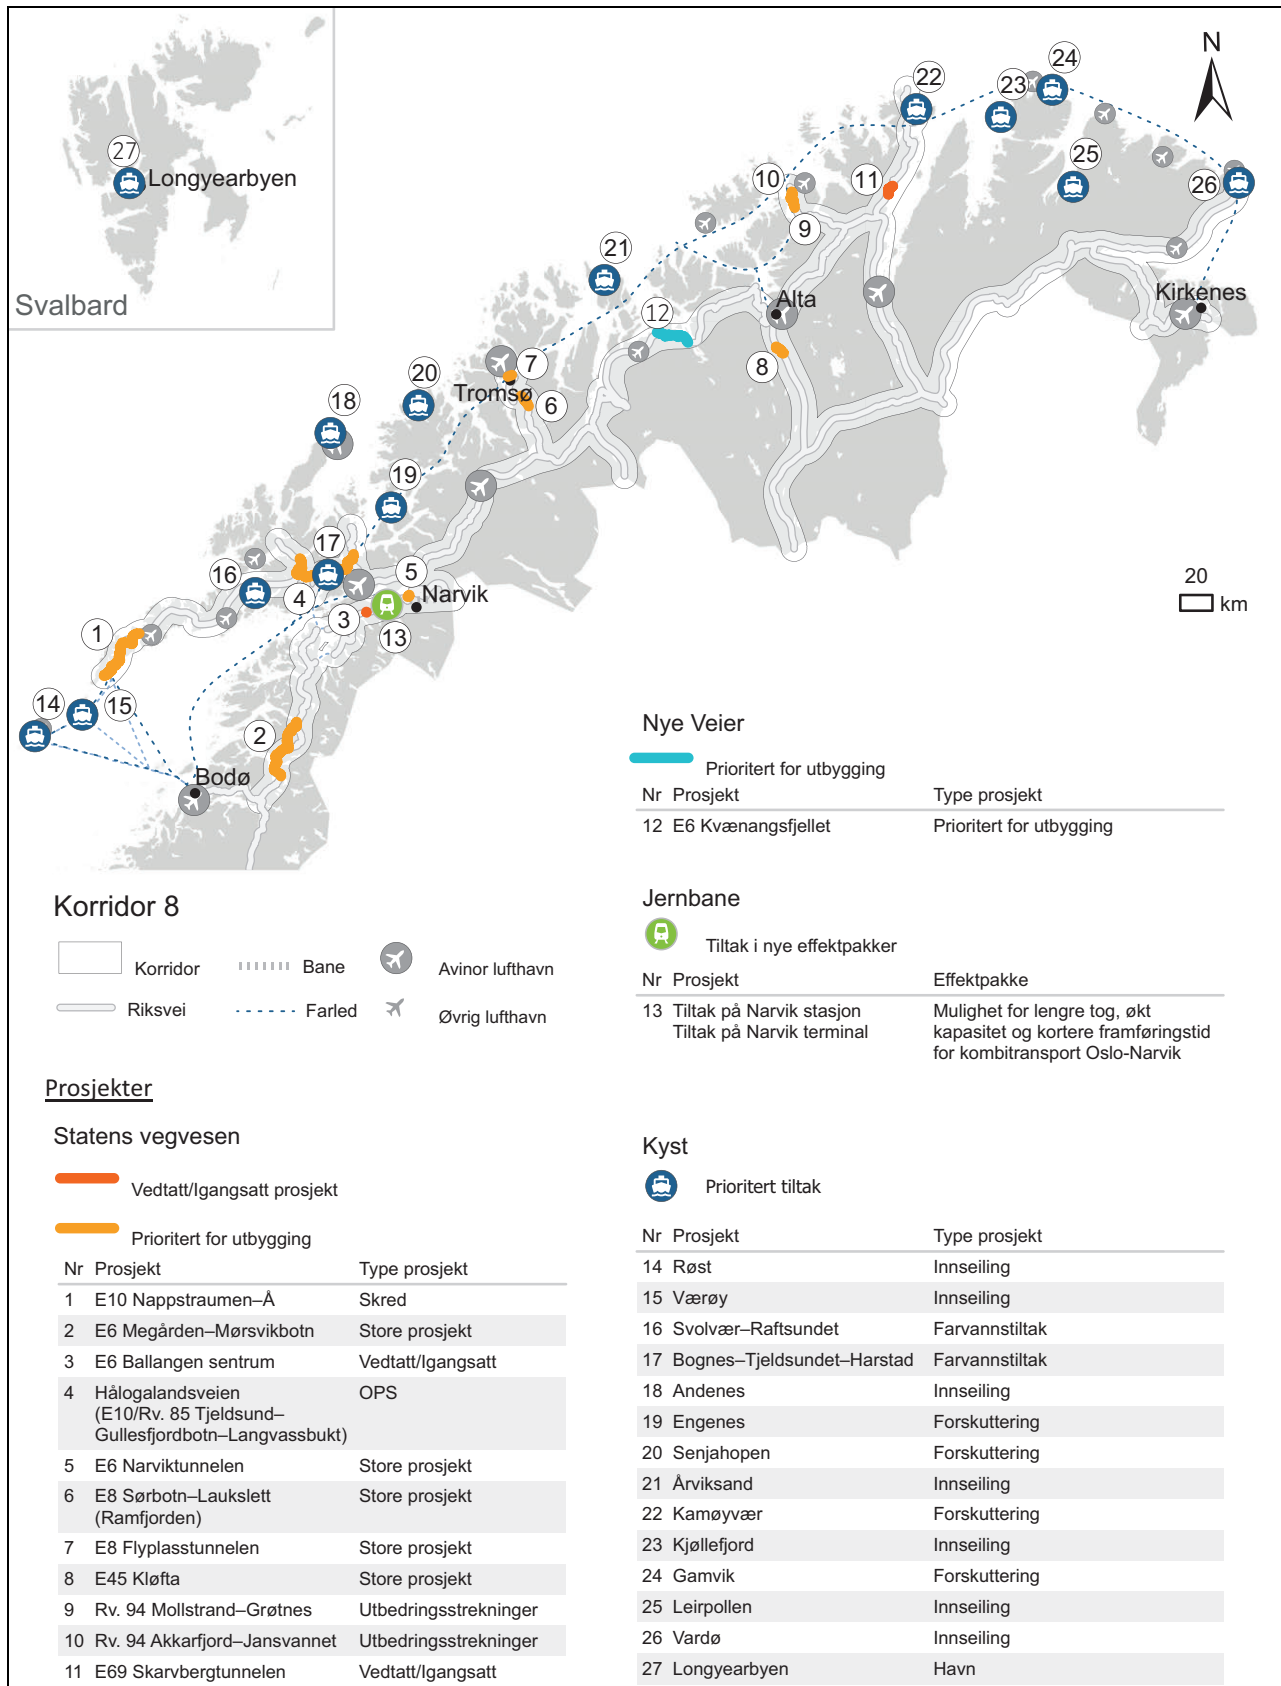 27
Longyearbyen
Svalbard
N
24
22
23
25
10
11
26
9
21
Alta
Kirkenes
12
7
8
20
Tromsø
6
18
19
17
5
16
Narvik
4
3
13
20
km
1
14
15
2
Bodø
Nye Veier
Prioritert for utbygging
Nr Prosjekt Type prosjekt
12 E6 Kvænangsfjellet Prioritert for utbygging
Korridor 8
Korridor Bane Avinor lufthavn
Riksvei Farled Øvrig lufthavn
Jernbane
Tiltak i nye effektpakker
Nr Prosjekt Effektpakke
13 Tiltak på Narvik stasjon Mulighet for lengre tog, økt
Tiltak på Narvik terminal kapasitet og kortere framføringstid
for kombitransport Oslo-Narvik
Prosjekter
Statens vegvesen
Vedtatt/Igangsatt prosjekt
Prioritert for utbygging
Nr Prosjekt Type prosjekt
1 E10 Nappstraumen–Å Skred
2 E6 Megården–Mørsvikbotn Store prosjekt
3 E6 Ballangen sentrum Vedtatt/Igangsatt
4 Hålogalandsveien OPS
(E10/Rv. 85 Tjeldsund–
Gullesfjordbotn–Langvassbukt)
5 E6 Narviktunnelen Store prosjekt
6 E8 Sørbotn–Laukslett Store prosjekt
(Ramfjorden)
7 E8 Flyplasstunnelen Store prosjekt
8 E45 Kløfta Store prosjekt
9 Rv. 94 Mollstrand–Grøtnes Utbedringsstrekninger
10 Rv. 94 Akkarfjord–Jansvannet Utbedringsstrekninger
11 E69 Skarvbergtunnelen Vedtatt/Igangsatt
Kyst
Prioritert tiltak
Nr Prosjekt Type prosjekt
14 Røst Innseiling
15 Værøy Innseiling
16 Svolvær–Raftsundet Farvannstiltak
17 Bognes–Tjeldsundet–Harstad Farvannstiltak
18 Andenes Innseiling
19 Engenes Forskuttering
20 Senjahopen Forskuttering
21 Årviksand Innseiling
22 Kamøyvær Forskuttering
23 Kjøllefjord Innseiling
24 Gamvik Forskuttering
25 Leirpollen Innseiling
26 Vardø Innseiling
27 Longyearbyen Havn